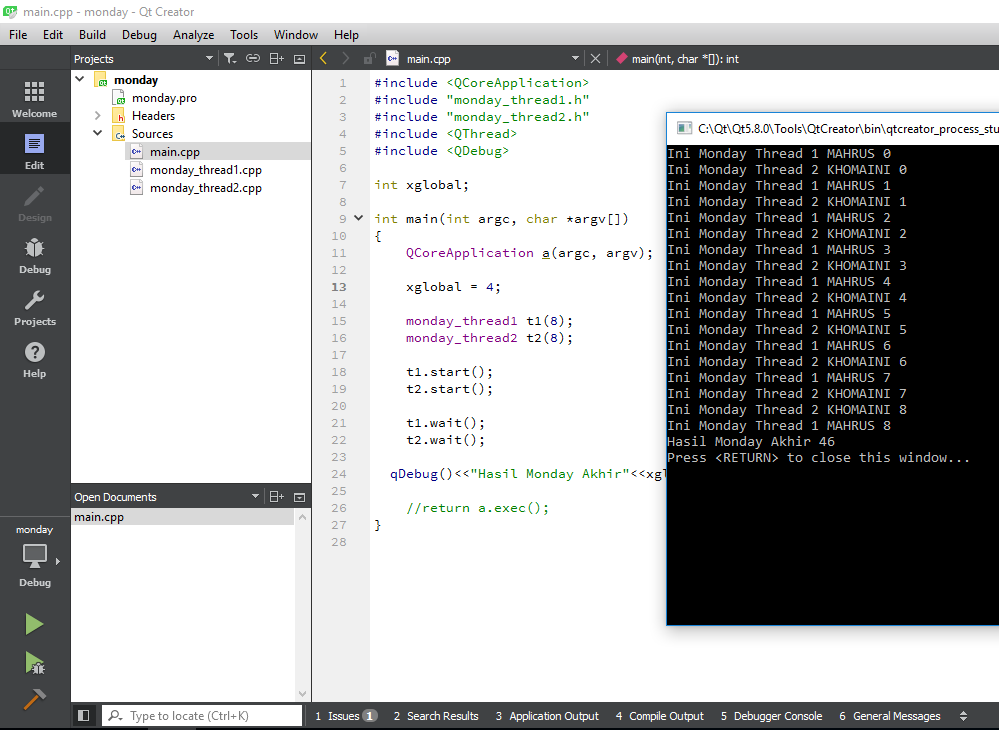 main.cpp - monday - Qt Creator
File Edit Build Debug Analyze Tools Window Help
Projects
main.cpp
main(int, char *[]): int
Welcome
Edit
Design
Debug
Projects
Help
monday
monday.pro
Headers
Sources
main.cpp
monday_thread1.cpp
monday_thread2.cpp
Open Documents
main.cpp
monday
Debug
1 #include <QCoreApplication>
2 #include "monday_thread1.h"
3 #include "monday_thread2.h"
4 #include <QThread>
5 #include <QDebug>
6
7 int xglobal;
8
9 int main(int argc, char *argv[])
10 {
11 QCoreApplication a(argc, argv);
12
13 xglobal = 4;
14
15 monday_thread1 t1(8);
16 monday_thread2 t2(8);
17
18 t1.start();
19 t2.start();
20
21 t1.wait();
22 t2.wait();
23
24 qDebug()<<"Hasil Monday Akhir"<<xgl
25
26 //return a.exec();
27 }
28
C:\Qt\Qt5.8.0\Tools\QtCreator\bin\qtcreator_process_stu
Ini Monday Thread 1 MAHRUS 0
Ini Monday Thread 2 KHOMAINI 0
Ini Monday Thread 1 MAHRUS 1
Ini Monday Thread 2 KHOMAINI 1
Ini Monday Thread 1 MAHRUS 2
Ini Monday Thread 2 KHOMAINI 2
Ini Monday Thread 1 MAHRUS 3
Ini Monday Thread 2 KHOMAINI 3
Ini Monday Thread 1 MAHRUS 4
Ini Monday Thread 2 KHOMAINI 4
Ini Monday Thread 1 MAHRUS 5
Ini Monday Thread 2 KHOMAINI 5
Ini Monday Thread 1 MAHRUS 6
Ini Monday Thread 2 KHOMAINI 6
Ini Monday Thread 1 MAHRUS 7
Ini Monday Thread 2 KHOMAINI 7
Ini Monday Thread 2 KHOMAINI 8
Ini Monday Thread 1 MAHRUS 8
Hasil Monday Akhir 46
Press <RETURN> to close this window...
Type to locate (Ctrl+K)
1 Issues 1 2 Search Results 3 Application Output 4 Compile Output 5 Debugger Console 6 General Messages